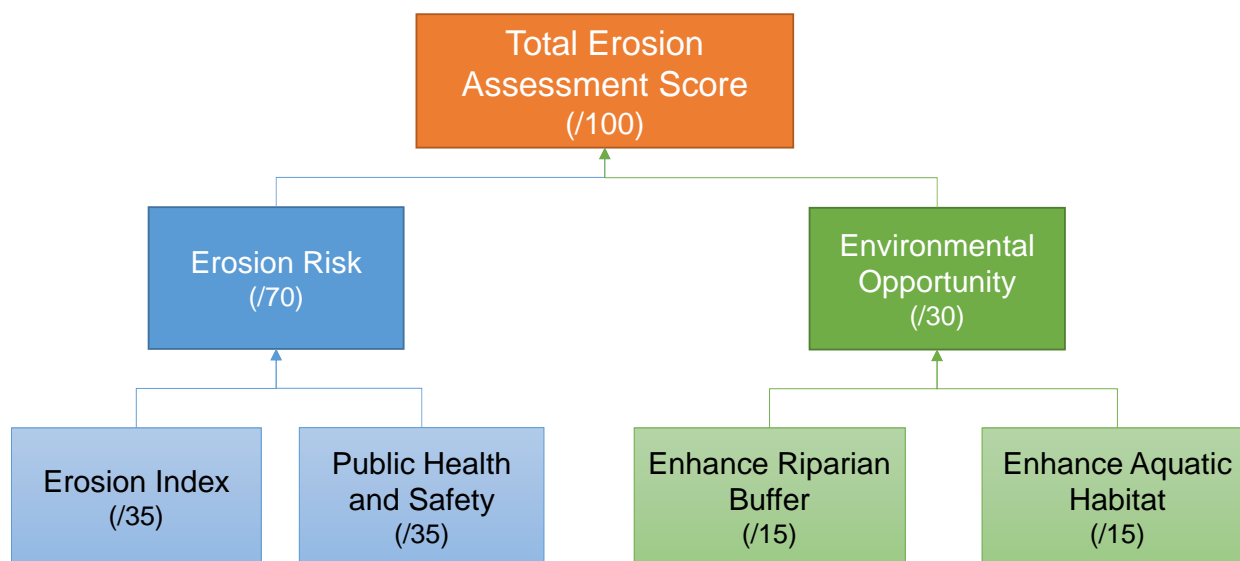 Total Erosion
Assessment Score
(/100)
Erosion Risk
(/70)
Environmental
Opportunity
(/30)
Erosion Index
(/35)
Public Health
and Safety
(/35)
Enhance Riparian
Buffer
(/15)
Enhance Aquatic
Habitat
(/15)